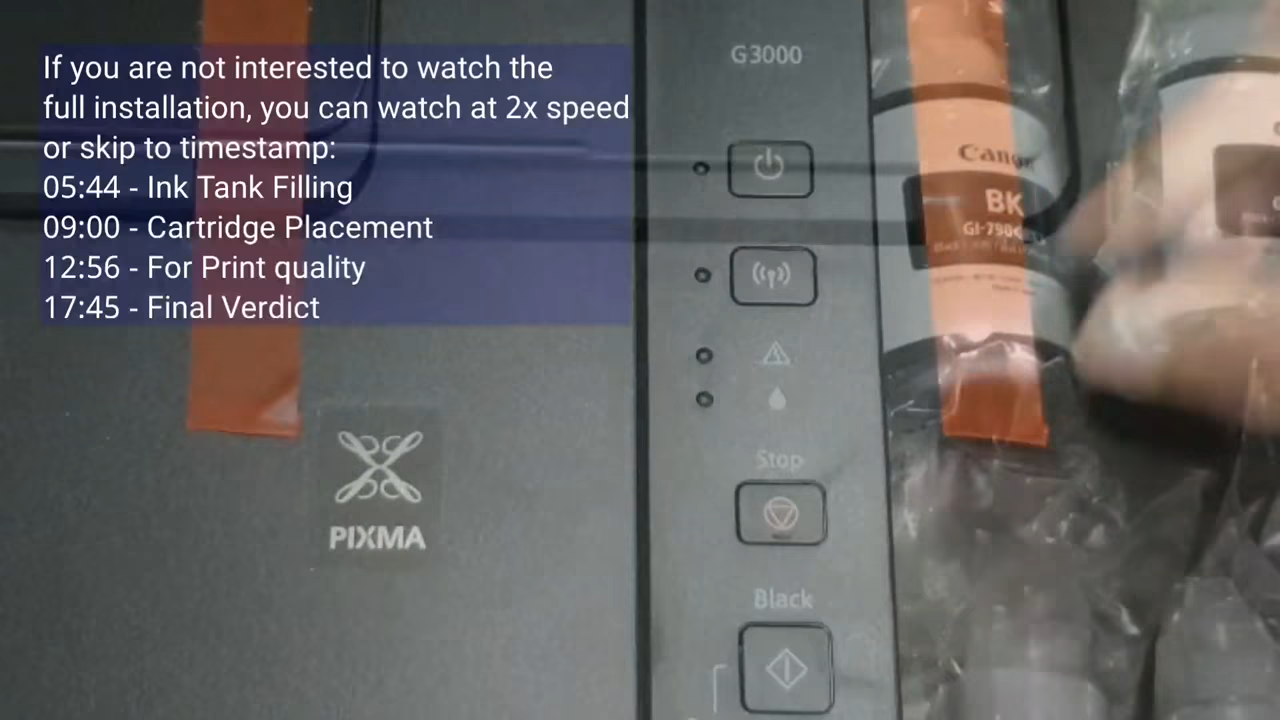 If you are not interested to watch the
full installation, you can watch at 2x speed
or skip to timestamp:
05:44 - Ink Tank Filling
09:00 - Cartridge Placement
12:56 - For Print quality
17:45 - Final Verdict
G3000
Canon
BK
GI-790
Stop
PIXMA
Black